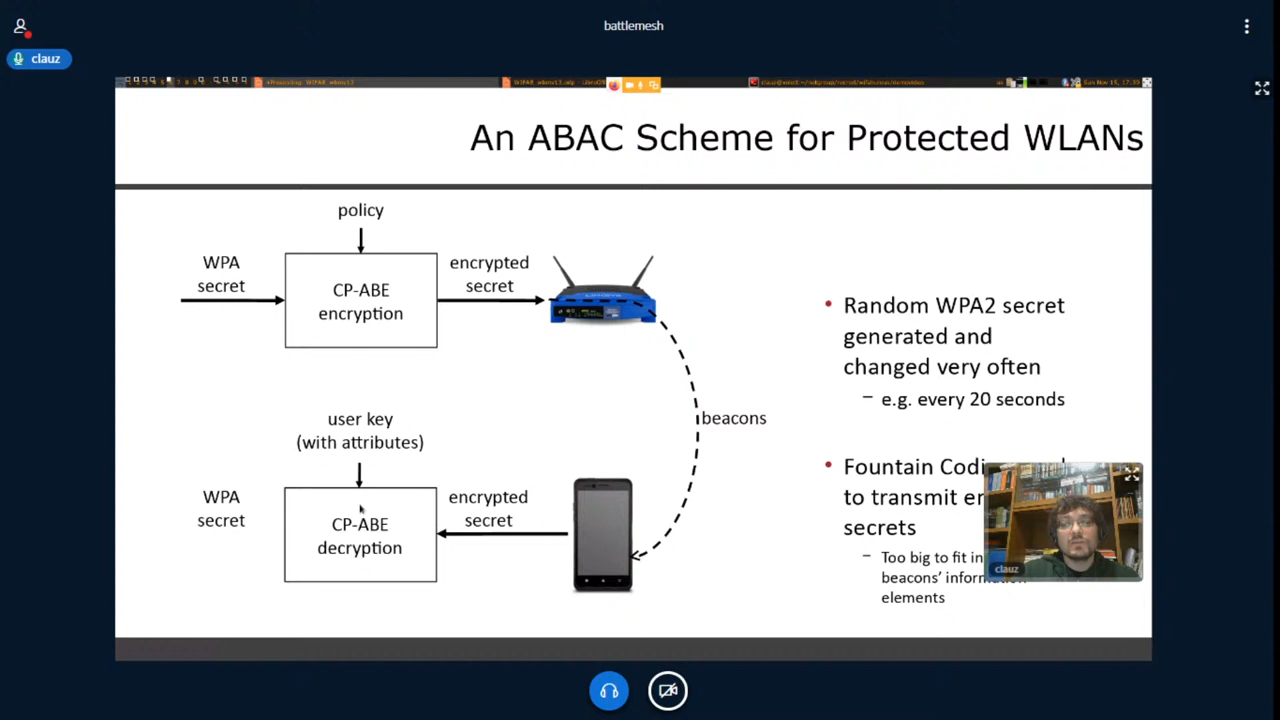 battlemesh
clauz
An ABAC Scheme for Protected WLANs
policy
WPA
secret
CP-ABE
encryption
encrypted
secret
beacons
user key
(with attributes)
WPA
secret
CP-ABE
decryption
encrypted
secret
• Random WPA2 secret
generated and
changed very often
– e.g. every 20 seconds
• Fountain
to transmit
secrets
– Too big to fit in
beacons’ information
elements
clauz